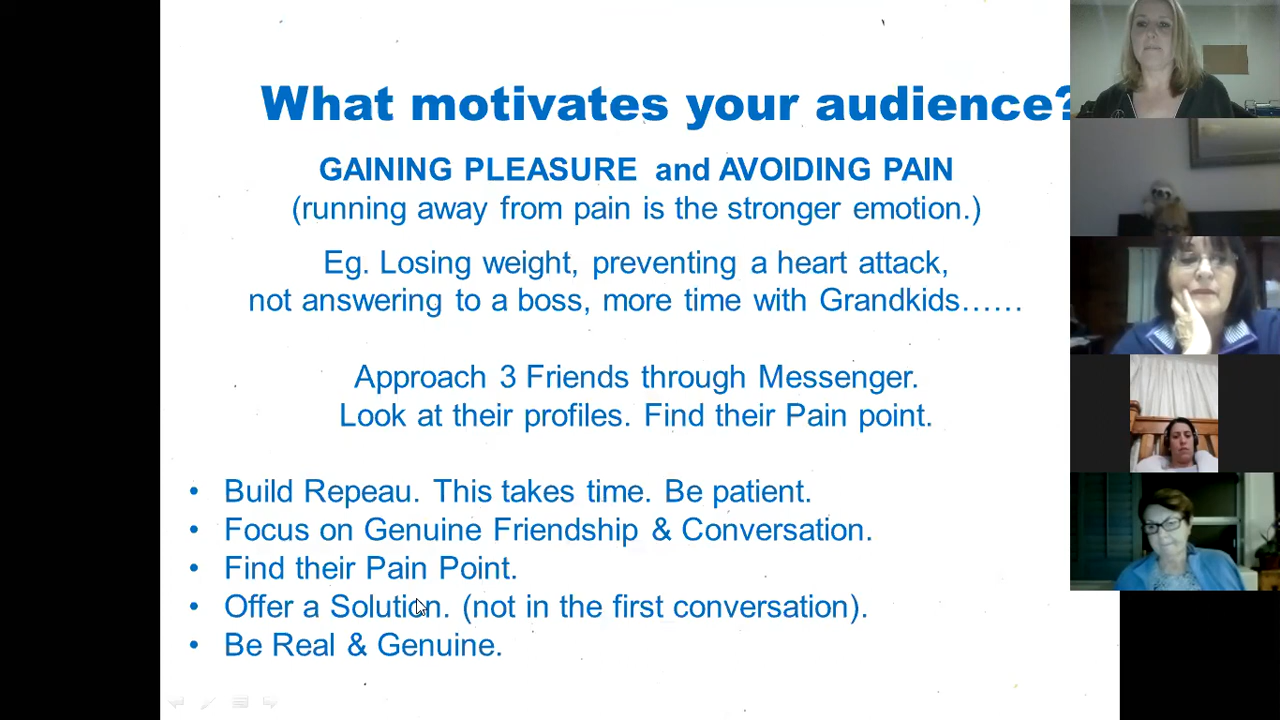 What motivates your audience?
GAINING PLEASURE and AVOIDING PAIN
(running away from pain is the stronger emotion.)
Eg. Losing weight, preventing a heart attack,
not answering to a boss, more time with Grandkids……
Approach 3 Friends through Messenger.
Look at their profiles. Find their Pain point.
• Build Repeau. This takes time. Be patient.
• Focus on Genuine Friendship & Conversation.
• Find their Pain Point.
• Offer a Solution. (not in the first conversation).
• Be Real & Genuine.